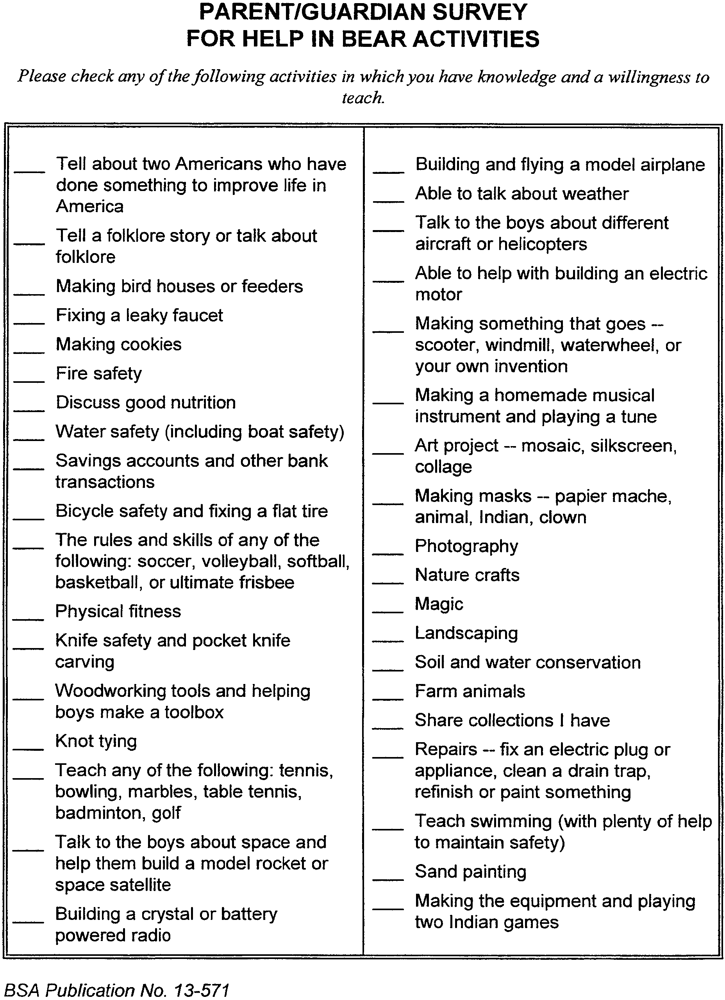 PARENT/GUARDIAN SURVEY
FOR HELP IN BEAR ACTIVITIES
Please check any of the following activities in which you have knowledge and a willingness to
teach.
___ Tell about two Americans who have
done something to improve life in
America
___ Tell a folklore story or talk about
folklore
___ Making bird houses or feeders
___ Fixing a leaky faucet
___ Making cookies
___ Fire safety
___ Discuss good nutrition
___ Water safety (including boat safety)
___ Savings accounts and other bank
transactions
___ Bicycle safety and fixing a flat tire
___ The rules and skills of any of the
following: soccer, volleyball, softball,
basketball, or ultimate frisbee
___ Physical fitness
___ Knife safety and pocket knife
carving
___ Woodworking tools and helping
boys make a toolbox
___ Knot tying
___ Teach any of the following: tennis,
bowling, marbles, table tennis,
badminton, golf
___ Talk to the boys about space and
help them build a model rocket or
space satellite
___ Building a crystal or battery
powered radio
___ Building and flying a model airplane
___ Able to talk about weather
___ Talk to the boys about different
aircraft or helicopters
___ Able to help with building an electric
motor
___ Making something that goes --
scooter, windmill, waterwheel, or
your own invention
___ Making a homemade musical
instrument and playing a tune
___ Art project -- mosaic, silkscreen,
collage
___ Making masks -- papier mache,
animal, Indian, clown
___ Photography
___ Nature crafts
___ Magic
___ Landscaping
___ Soil and water conservation
___ Farm animals
___ Share collections I have
___ Repairs -- fix an electric plug or
appliance, clean a drain trap,
refinish or paint something
___ Teach swimming (with plenty of help
to maintain safety)
___ Sand painting
___ Making the equipment and playing
two Indian games
BSA Publication No. 13-571